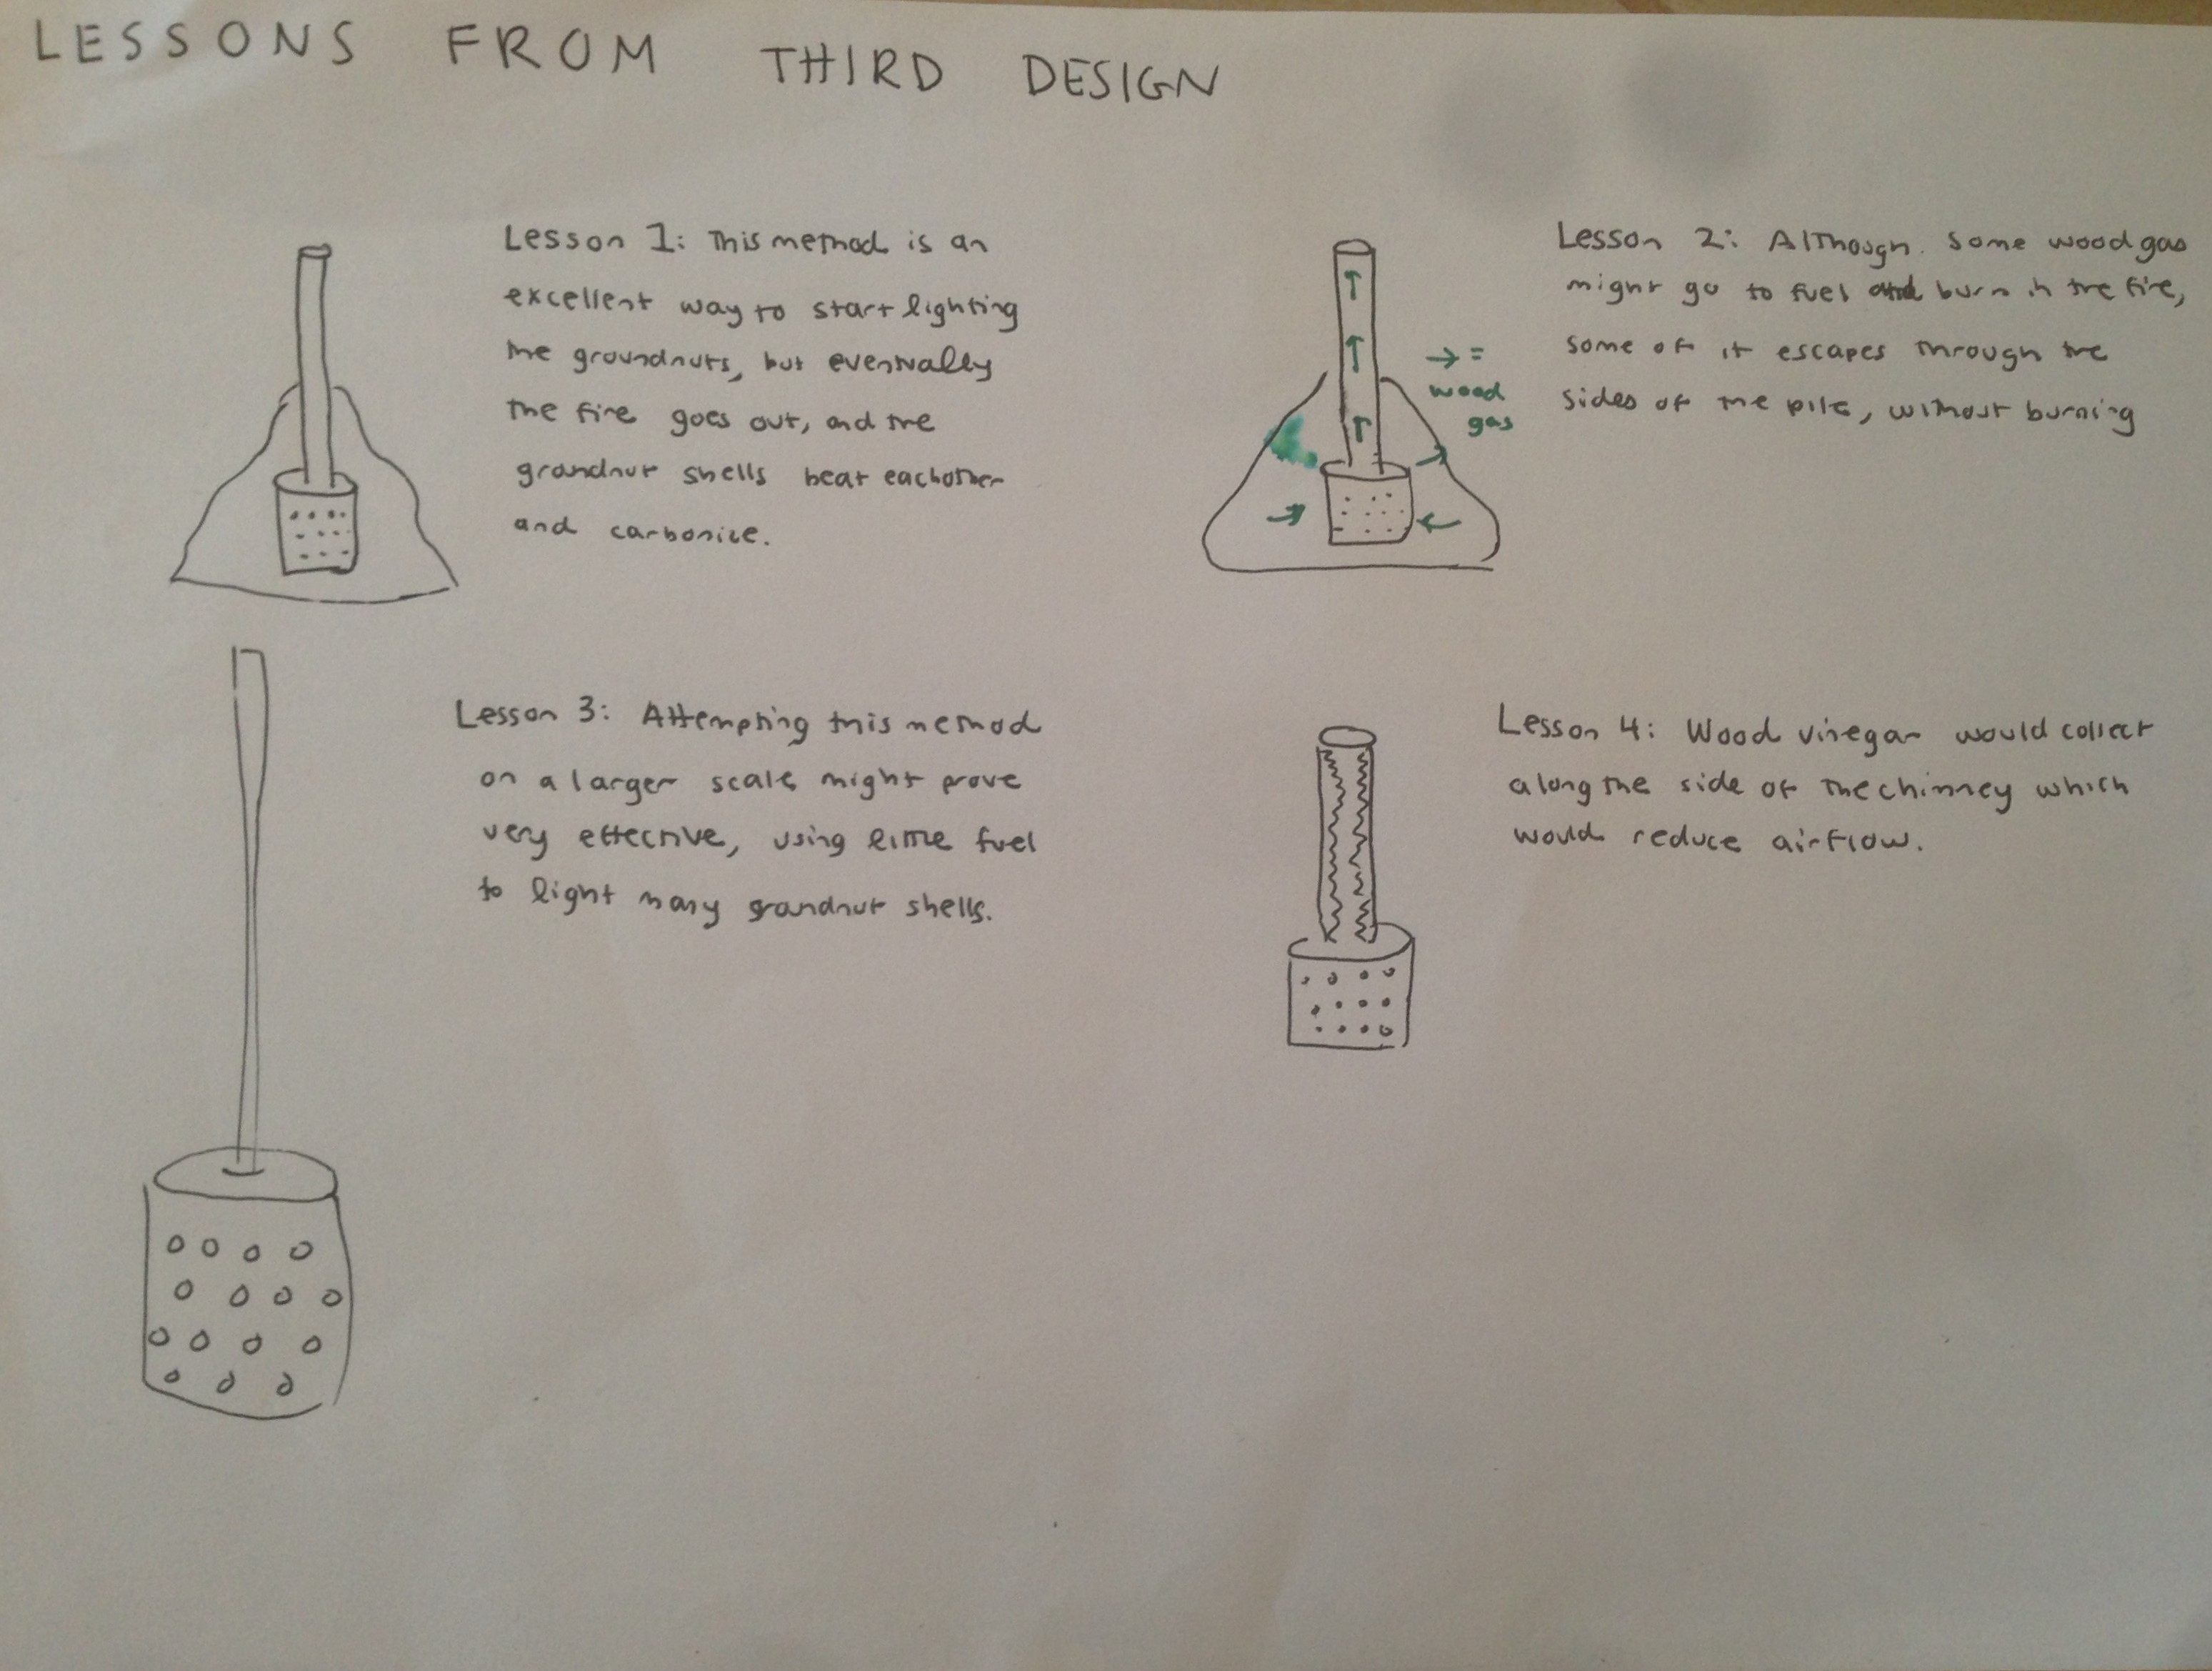 LESSONS FROM THIRD DESIGN
Lesson 1: This method is an
excellent way to start lighting
the groundnuts, but eventually
the fire goes out, and the
grandnut shells heat eachother
and carbonize.
Lesson 2: Although some wood gas
might go to fuel and burn in the fire,
some of it escapes through the
sides of the pile, without burning
→ =
wood
gas
Lesson 3: Attempting this method
on a larger scale might prove
very effective, using little fuel
to light many grandnut shells.
Lesson 4: Wood vinegar would collect
along the side of the chimney which
would reduce airflow.